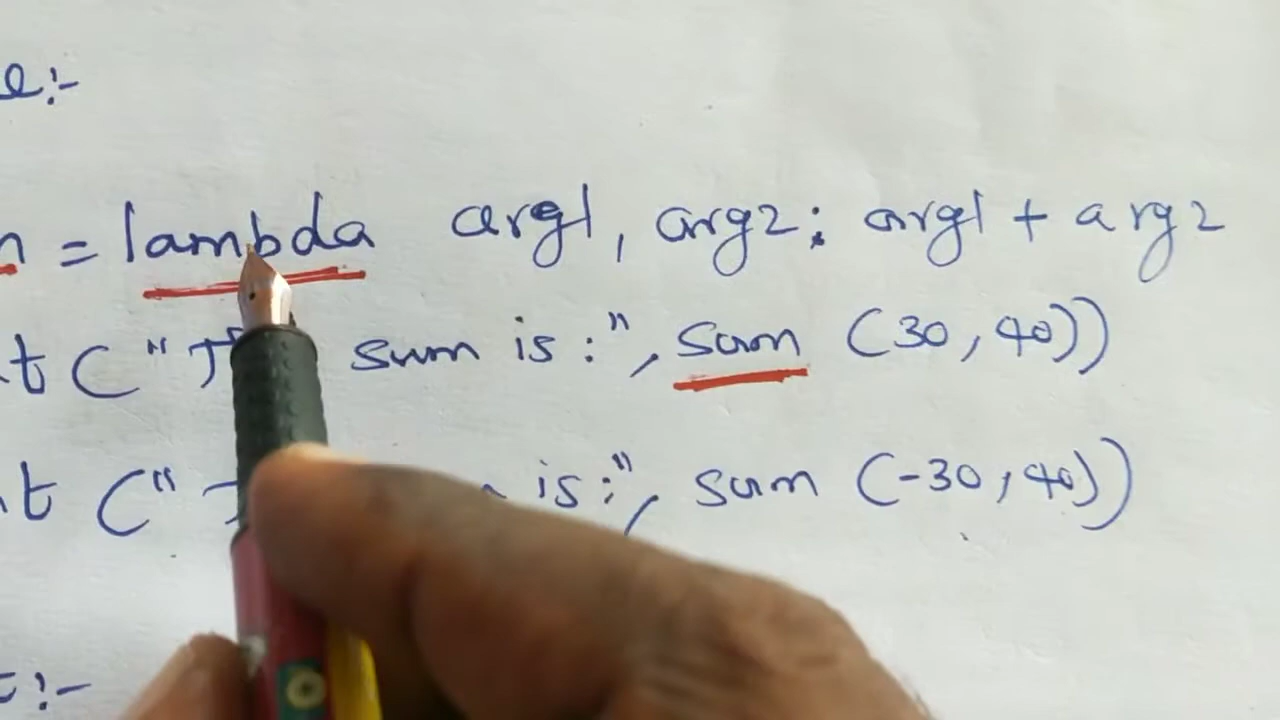 e:-
n = lambda arg1, arg2: arg1 + arg2
t ("T sum is:", sum (30, 40))
t (" is:", sum (-30, 40))
t:-